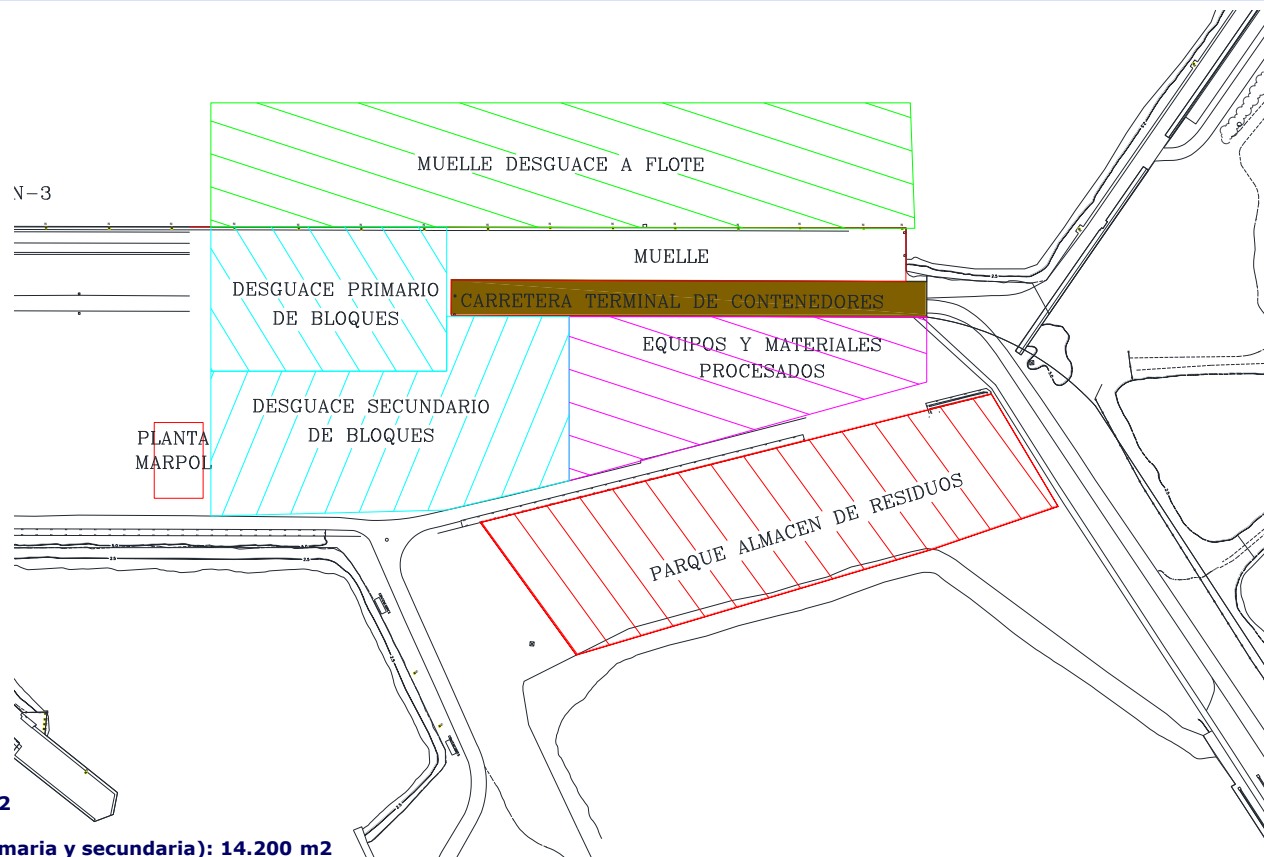 MUELLE DESGUACE A FLOTE
N-3
MUELLE
DESGUACE PRIMARIO
DE BLOQUES
CARRETERA TERMINAL DE CONTENEDORES
EQUIPOS Y MATERIALES
PROCESADOS
DESGUACE SECUNDARIO
DE BLOQUES
PLANTA
MARPOL
PARQUE ALMACEN DE RESIDUOS
2
maria y secundaria): 14.200 m2